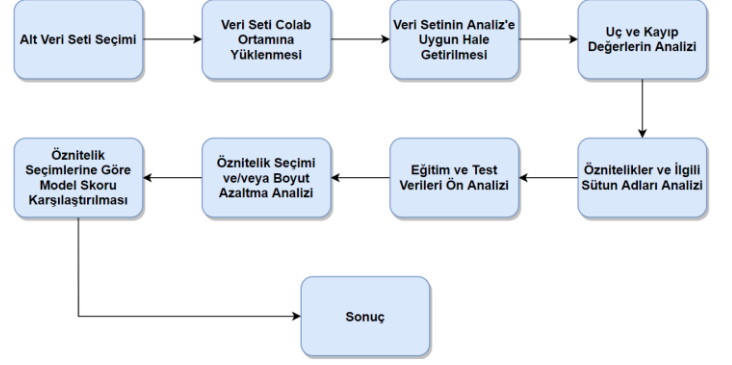 Alt Veri Seti Seçimi
Veri Seti Colab
Ortamına
Yüklenmesi
Veri Setinin Analiz'e
Uygun Hale
Getirilmesi
Uç ve Kayıp
Değerlerin Analizi
Öznitelikler ve İlgili
Sütun Adları Analizi
Eğitim ve Test
Verileri Ön Analizi
Öznitelik Seçimi
ve/veya Boyut
Azaltma Analizi
Öznitelik
Seçimlerine Göre
Model Skoru
Karşılaştırılması
Sonuç